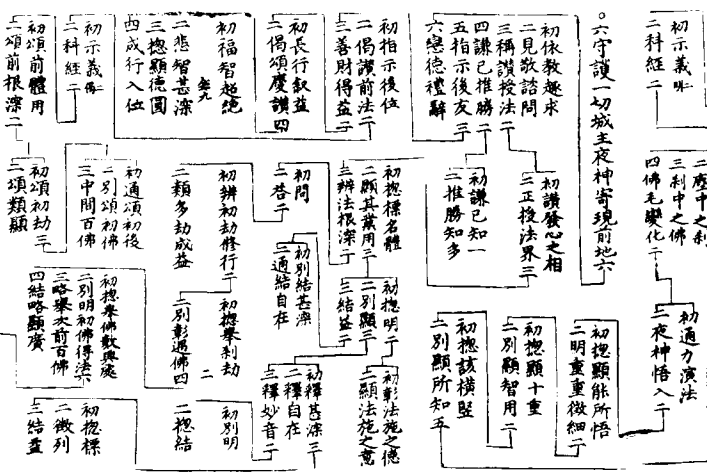 二塵中之刹
三刹中之佛
四佛毛變化二
初通力演法
二夜神悟入二
初示義
二科經二
初總顯能所悟
二明重重微細二
○六守護一切城主夜神寄現前地六
初依教趣求
二見敬諮問
三稱讚授法二
四謙己推勝二
五指示後友三
六戀德禮辭
初讚發心之相
二正授法界三
初謙己知一
二推勝知多
初總顯十重
二別顯智用二
初總該橫豎
二別顯所知五
初指示後位
二偈讚前法二
三善財得益二
初總標名體
二顯其業用三
三辨法根深二
初總明二
二別顯三
三結益二
初彰法施之德
二顯法施之意
初釋甚深三
二釋自在
三釋妙音二
初長行敘益
二偈頌慶讚四
初問
二答二
初別結甚深
二通結自在
初福智超絕
二悲智甚深
三總顯德圓
四成行入位
初辨初劫修行二
二類多劫成益
初總舉刹劫
二別彰遇佛四
初別明
二總結
初示義
二科經二
初通頌初後
二別頌初佛
三中間百佛
初總舉佛數興處
二別明初佛得法
三略舉次前百佛
四結略顯廣
初頌前體用
二頌前根深二
初頌初劫三
二頌類顯
初總標
二徵列
三結益